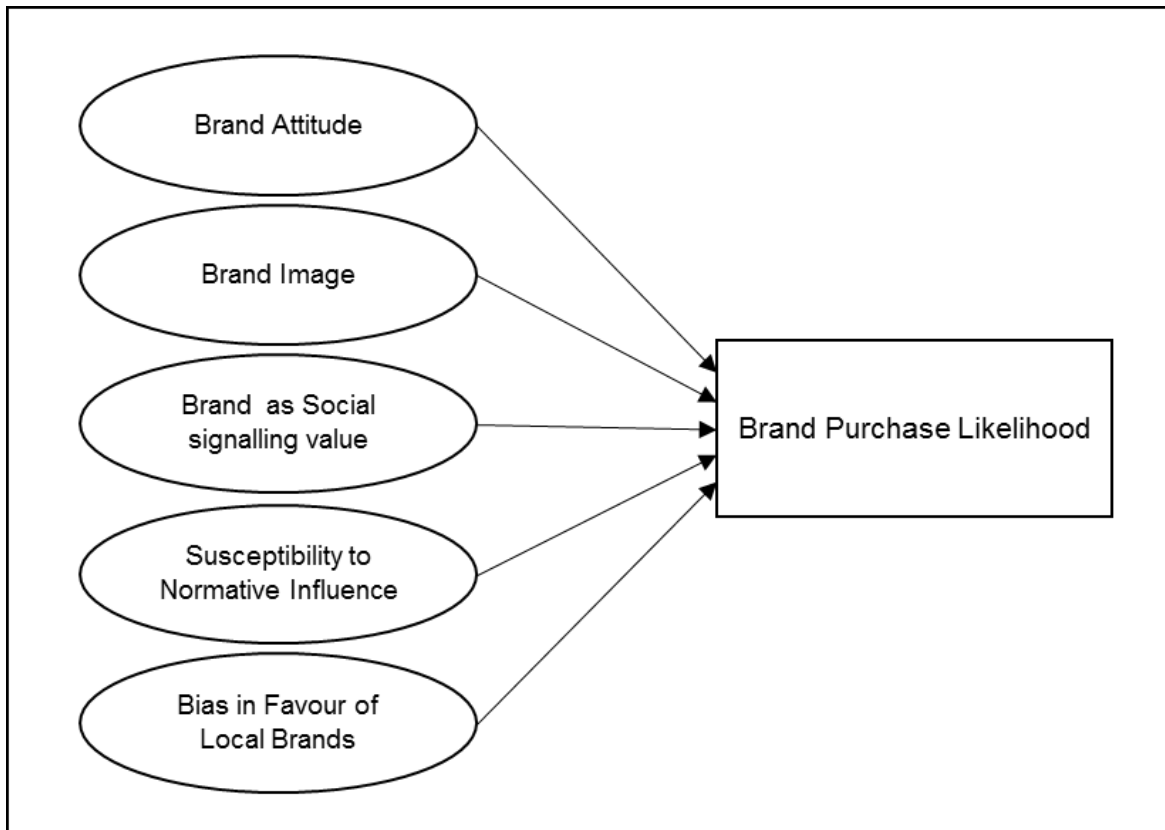 Brand Attitude
Brand Image
Brand as Social
signalling value
Susceptibility to
Normative Influence
Bias in Favour of
Local Brands
Brand Purchase Likelihood